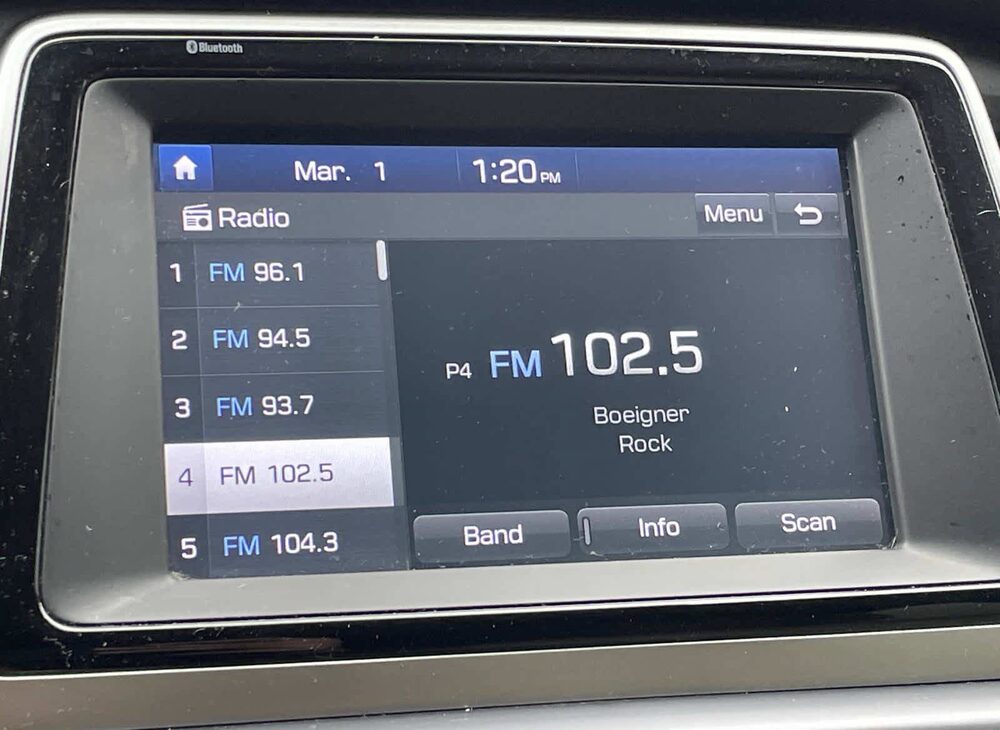 Bluetooth
Mar. 1 1:20 PM
Radio Menu
1 FM 96.1
2 FM 94.5
3 FM 93.7
4 FM 102.5
5 FM 104.3
P4 FM 102.5
Boeigner
Rock
Band Info Scan